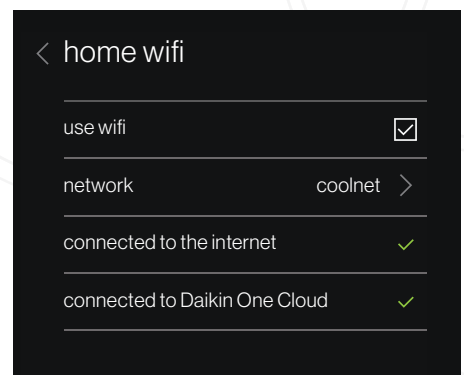 home wifi
use wifi
network coolnet
connected to the internet
connected to Daikin One Cloud